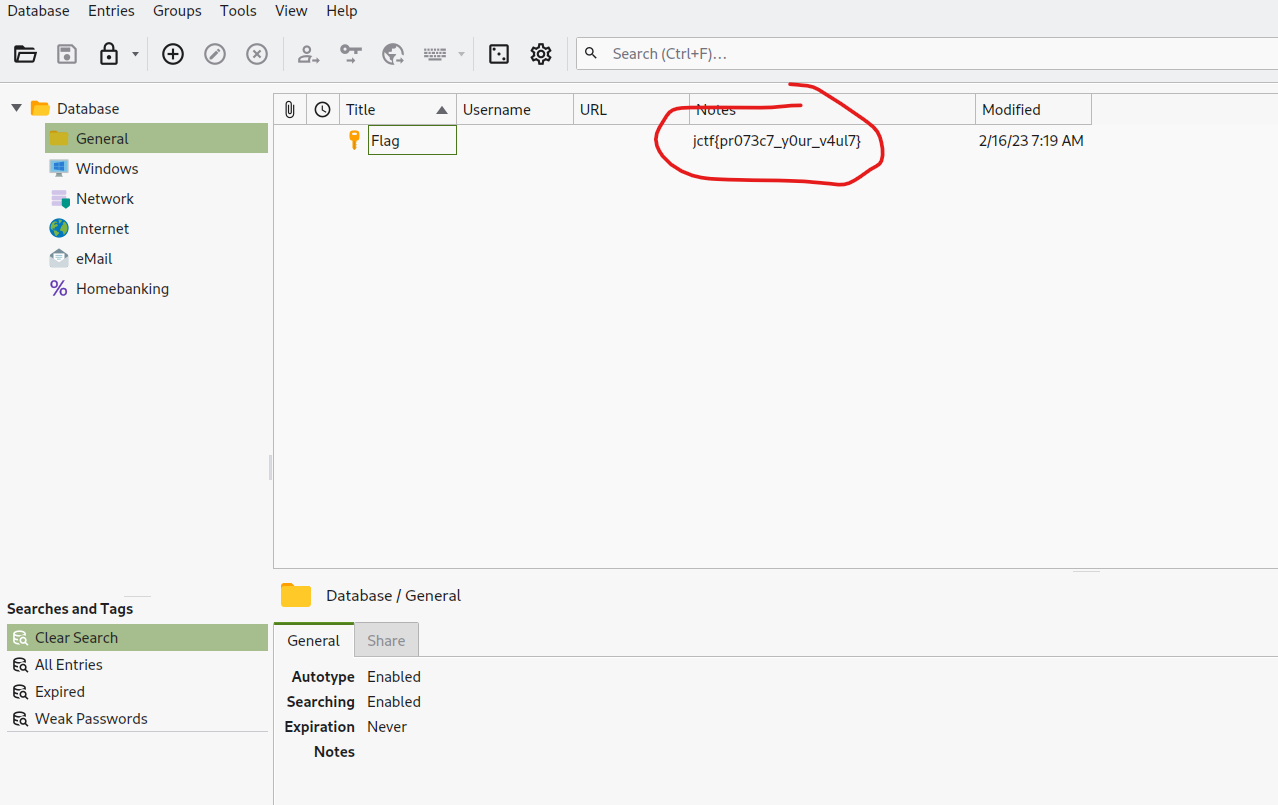 Database Entries Groups Tools View Help
Search (Ctrl+F)...
Database
General
Windows
Network
Internet
eMail
Homebanking
Title Username URL Notes Modified
Flag jctf{pr073c7_y0ur_v4ul7} 2/16/23 7:19 AM
Searches and Tags
Clear Search
All Entries
Expired
Weak Passwords
Database / General
General Share
Autotype Enabled
Searching Enabled
Expiration Never
Notes